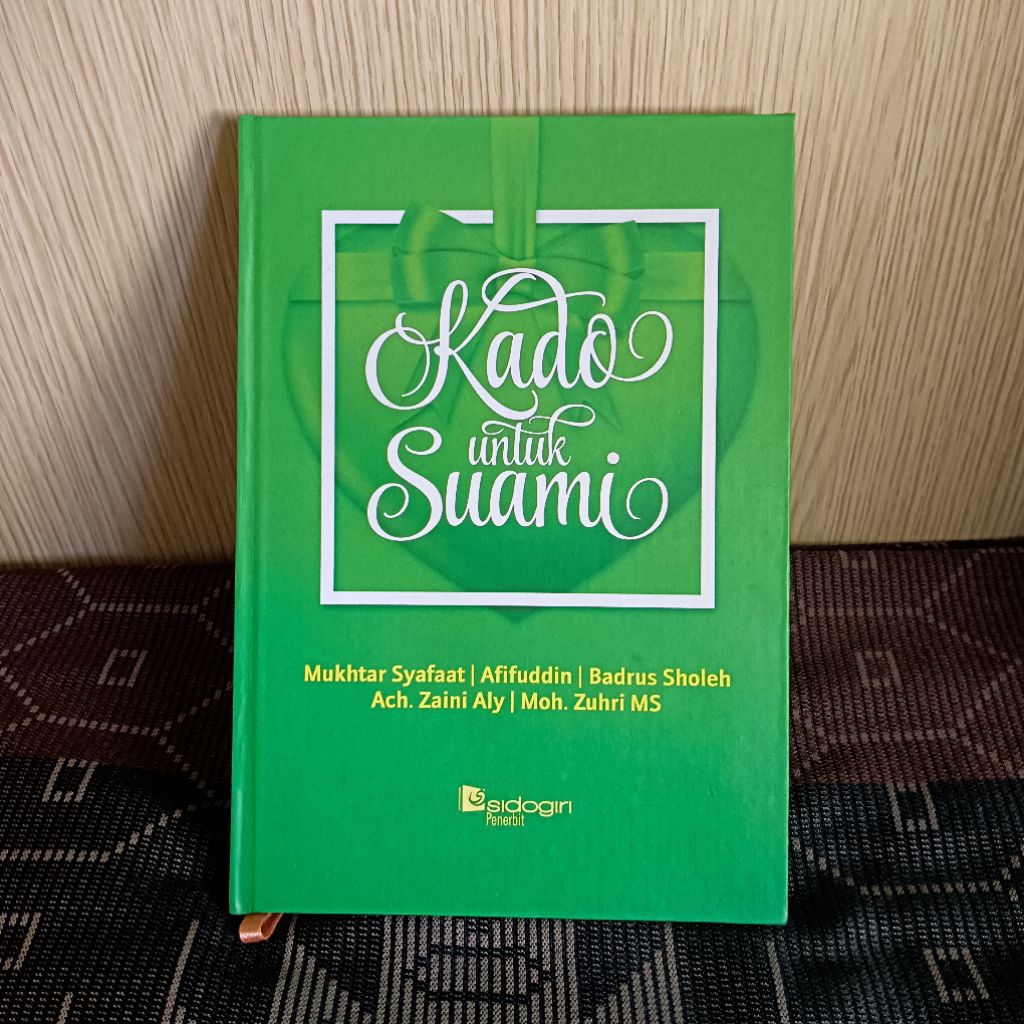 Kado
untuk
Suami
Mukhtar Syafaat | Afifuddin | Badrus Sholeh
Ach. Zaini Aly | Moh. Zuhri MS
sidogiri
Penerbit